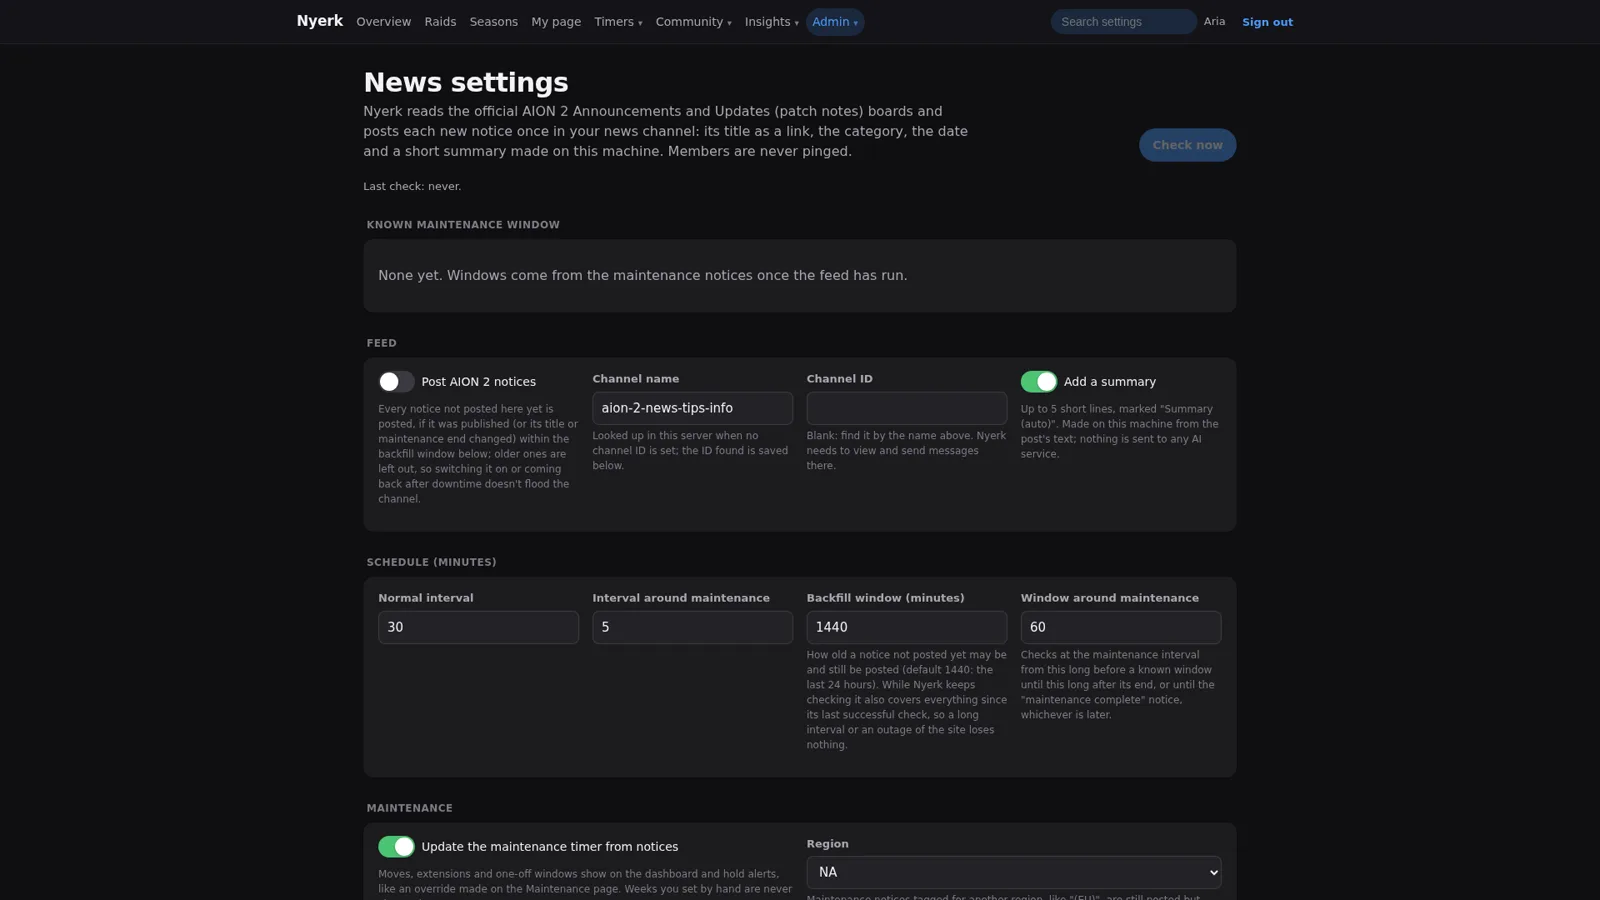 Nyerk Overview Raids Seasons My page Timers ▾ Community ▾ Insights ▾ Admin ▾ Search settings Aria Sign out
News settings
Nyerk reads the official AION 2 Announcements and Updates (patch notes) boards and
posts each new notice once in your news channel: its title as a link, the category, the date
and a short summary made on this machine. Members are never pinged.
Check now
Last check: never.
KNOWN MAINTENANCE WINDOW
None yet. Windows come from the maintenance notices once the feed has run.
FEED
Post AION 2 notices
Every notice not posted here yet is
posted, if it was published (or its title or
maintenance end changed) within the
backfill window below; older ones are
left out, so switching it on or coming
back after downtime doesn't flood the
channel.
Channel name
aion-2-news-tips-info
Looked up in this server when no
channel ID is set; the ID found is saved
below.
Channel ID
Blank: find it by the name above. Nyerk
needs to view and send messages
there.
Add a summary
Up to 5 short lines, marked "Summary
(auto)". Made on this machine from the
post's text; nothing is sent to any AI
service.
SCHEDULE (MINUTES)
Normal interval
30
Interval around maintenance
5
Backfill window (minutes)
1440
How old a notice not posted yet may be
and still be posted (default 1440: the
last 24 hours). While Nyerk keeps
checking it also covers everything since
its last successful check, so a long
interval or an outage of the site loses
nothing.
Window around maintenance
60
Checks at the maintenance interval
from this long before a known window
until this long after its end, or until the
"maintenance complete" notice,
whichever is later.
MAINTENANCE
Update the maintenance timer from notices
Moves, extensions and one-off windows show on the dashboard and hold alerts,
like an override made on the Maintenance page. Weeks you set by hand are never
Region
NA
Maintenance notices tagged for another region, like "(EU)", are still posted but